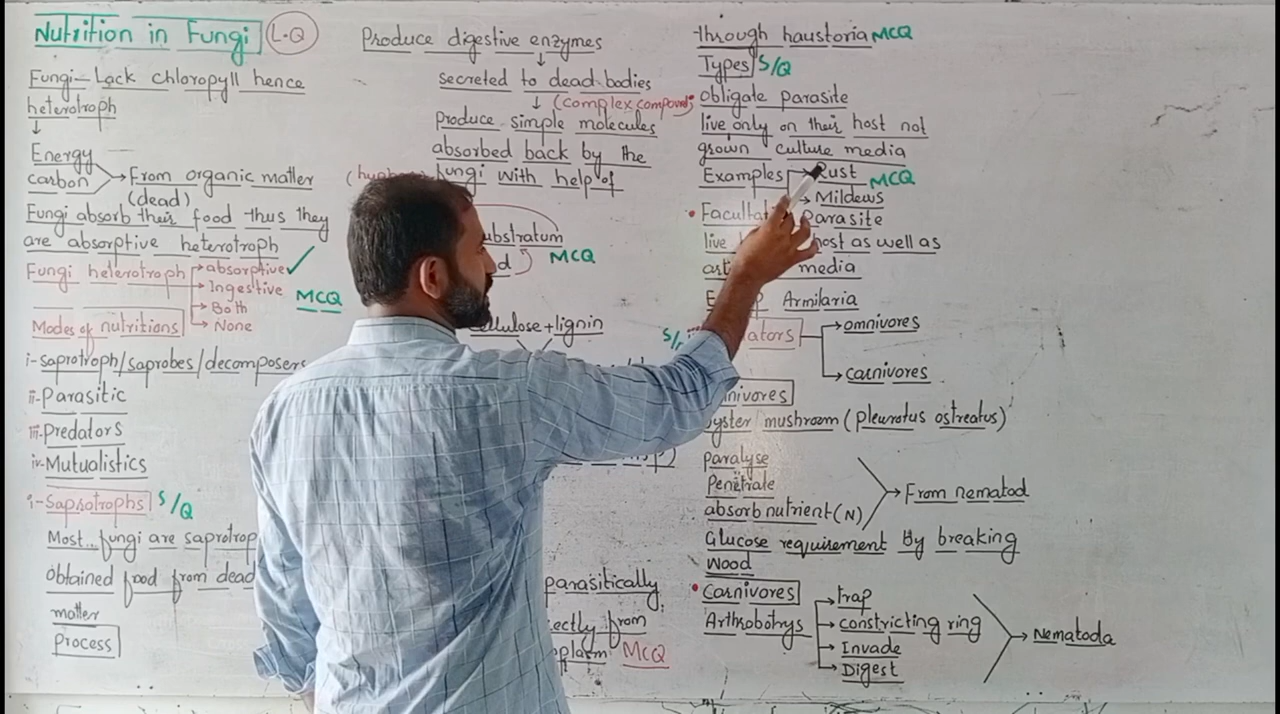 Nutrition in Fungi L.Q
Fungi-Lack chloropyll hence
heterotroph
↓
Energy
carbon → From organic matter
(dead)
Fungi absorb their food thus they
are absorptive heterotroph
Fungi heterotroph → absorptive ✓
→ Ingestive
→ Both MCQ
→ None
Modes of nutritions
i-saprotroph/saprobes/decomposers
ii-Parasitic
iii-Predators
iv-Mutualistics
i-Saprotrophs S/Q
Most fungi are saprotrop
obtained food from dead
matter
Process
Produce digestive enzymes
↓
secreted to dead-bodies
↓ (complex compound)
produce simple molecules
absorbed back by the
fungi with help of
ubstratum
MCQ
ellulose + lignin
parasitically
ectly from
oplasm MCQ
through haustoria MCQ
Types S/Q
• obligate parasite
live only on their host not
grown culture media
Examples → Rust
→ Mildews MCQ
• Facultat Parasite
live host as well as
media
Armilaria
ators → omnivores
→ carnivores
nivores
oyster mushroom (pleurotus ostreatus)
paralyse
Penetrate
absorb nutrient (N) → From nematod
Glucose requirement By breaking
Wood
• Carnivores
Arthrobotrys → trap
→ constricting ring
→ Invade
→ Digest
→ Nematoda